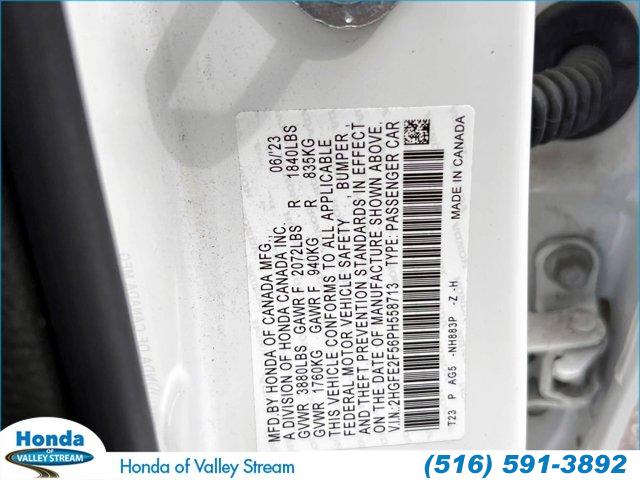 MFD.BY HONDA OF CANADA MFG., 06/'23
A DIVISION OF HONDA CANADA INC.
GVWR 3880LBS GAWR F 2072LBS R 1840LBS
GVWR 1760KG GAWR F 940KG R 835KG
THIS VEHICLE CONFORMS TO ALL APPLICABLE
FEDERAL MOTOR VEHICLE SAFETY BUMPER,
AND THEFT PREVENTION STANDARDS IN EFFECT
ON THE DATE OF MANUFACTURE SHOWN ABOVE.
V.I.N: 2HGFE2F56PH558713 TYPE: PASSENGER CAR
T23 P AG5 -NH883P -Z -H MADE IN CANADA
Honda
of
VALLEY STREAM
Honda of Valley Stream
(516) 591-3892